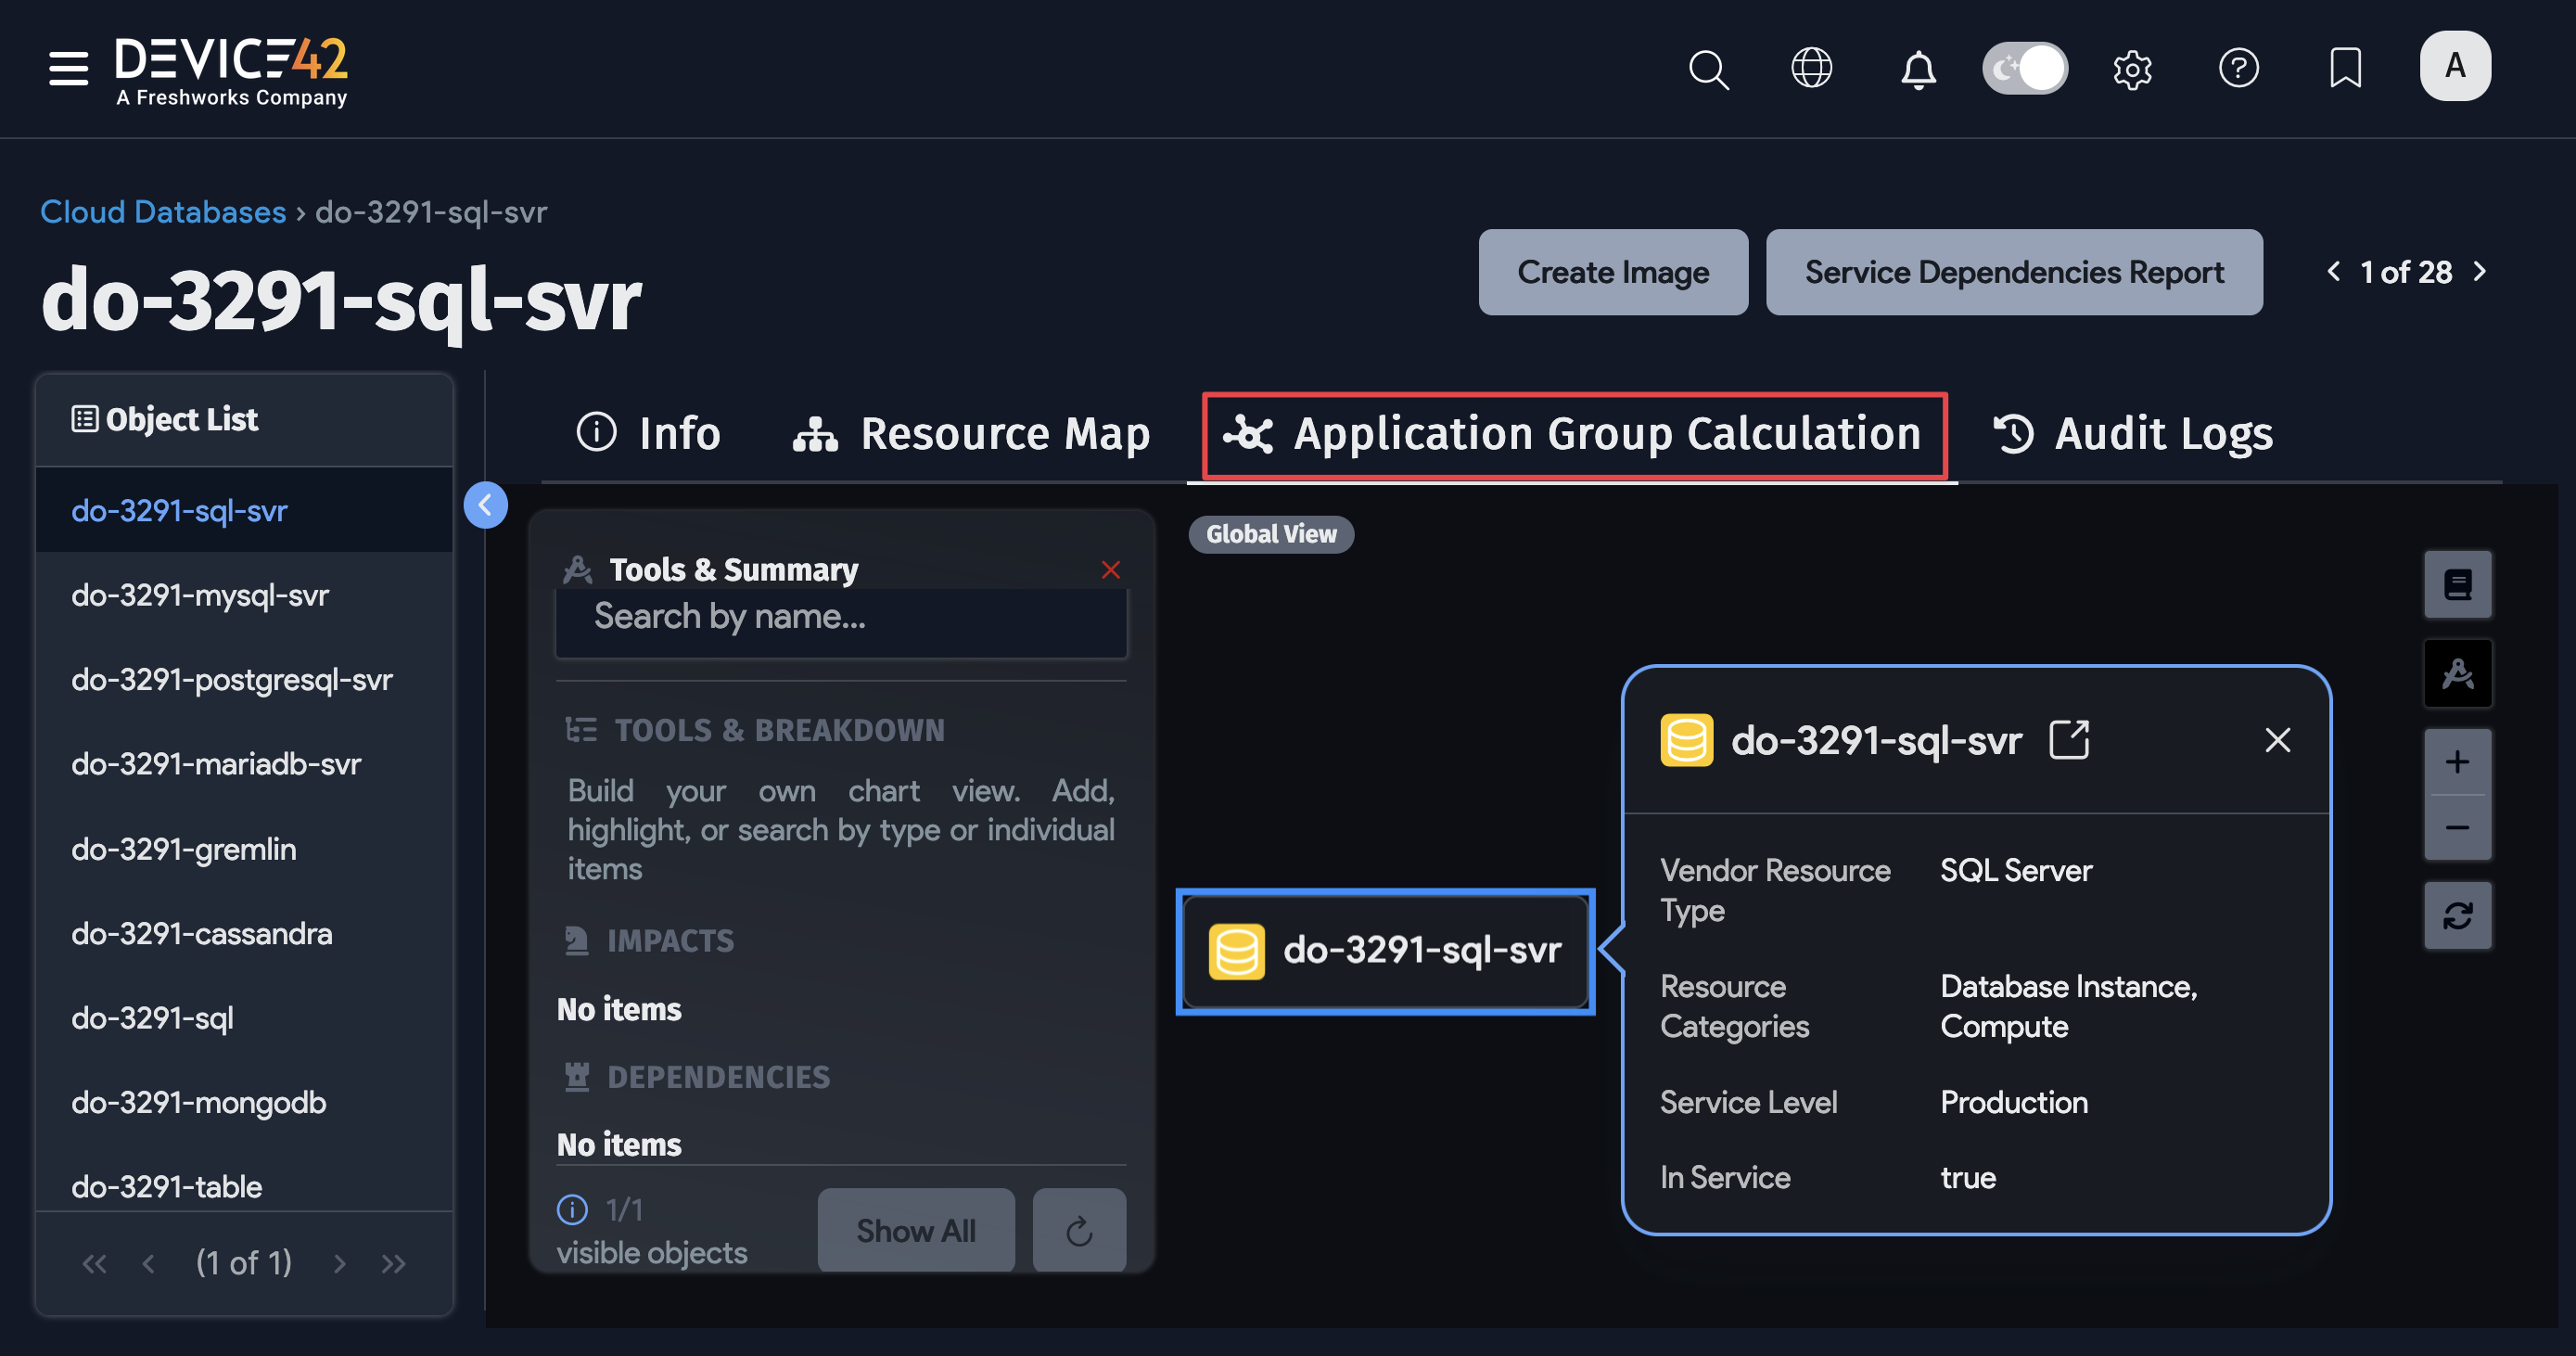 DEVICE42
A Freshworks Company
A
Cloud Databases › do-3291-sql-svr
do-3291-sql-svr
Create Image
Service Dependencies Report
1 of 28
Object List
do-3291-sql-svr
do-3291-mysql-svr
do-3291-postgresql-svr
do-3291-mariadb-svr
do-3291-gremlin
do-3291-cassandra
do-3291-sql
do-3291-mongodb
do-3291-table
(1 of 1)
Info
Resource Map
Application Group Calculation
Audit Logs
Tools & Summary
Search by name...
TOOLS & BREAKDOWN
Build your own chart view. Add,
highlight, or search by type or individual
items
IMPACTS
No items
DEPENDENCIES
No items
1/1
visible objects
Show All
Global View
do-3291-sql-svr
do-3291-sql-svr
Vendor Resource
Type
SQL Server
Resource
Categories
Database Instance,
Compute
Service Level
Production
In Service
true